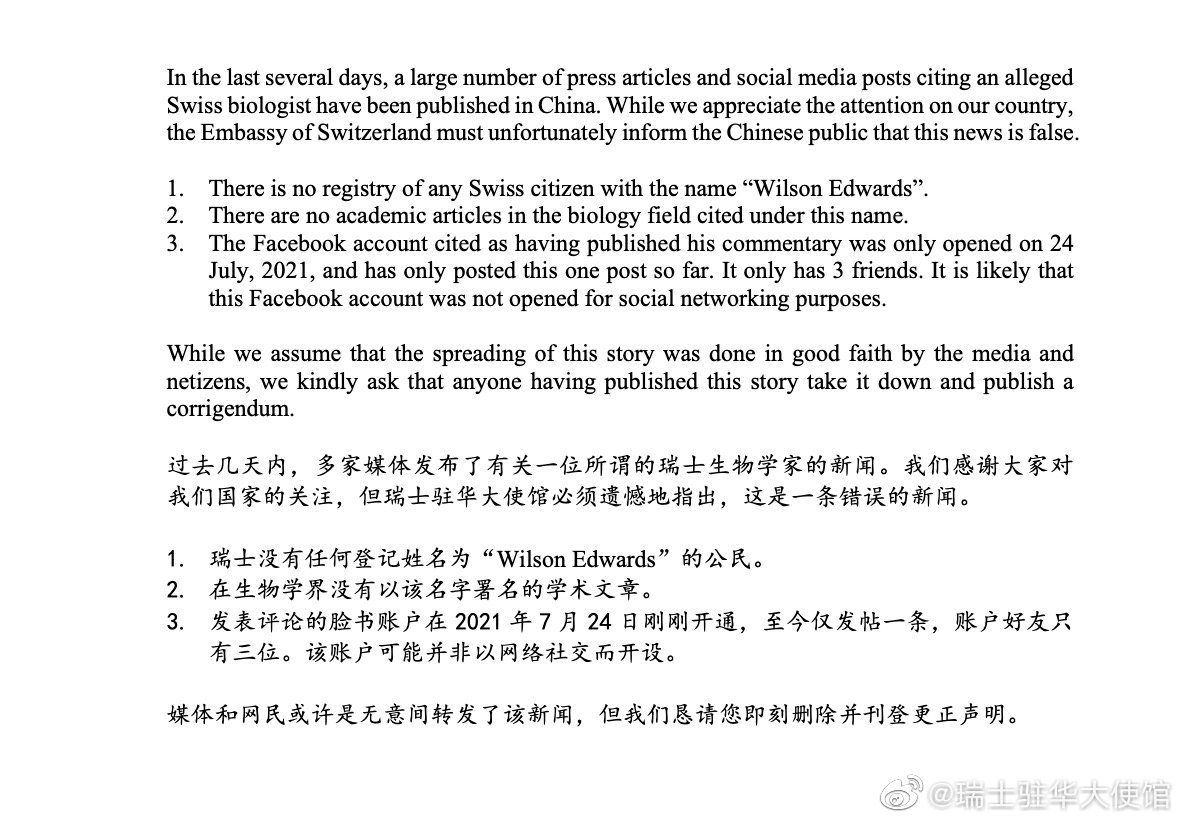 In the last several days, a large number of press articles and social media posts citing an alleged
Swiss biologist have been published in China. While we appreciate the attention on our country,
the Embassy of Switzerland must unfortunately inform the Chinese public that this news is false.
1. There is no registry of any Swiss citizen with the name “Wilson Edwards”.
2. There are no academic articles in the biology field cited under this name.
3. The Facebook account cited as having published his commentary was only opened on 24
July, 2021, and has only posted this one post so far. It only has 3 friends. It is likely that
this Facebook account was not opened for social networking purposes.
While we assume that the spreading of this story was done in good faith by the media and
netizens, we kindly ask that anyone having published this story take it down and publish a
corrigendum.
过去几天内，多家媒体发布了有关一位所谓的瑞士生物学家的新闻。我们感谢大家对
我们国家的关注，但瑞士驻华大使馆必须遗憾地指出，这是一条错误的新闻。
1. 瑞士没有任何登记姓名为“Wilson Edwards”的公民。
2. 在生物学界没有以该名字署名的学术文章。
3. 发表评论的脸书账户在 2021 年 7 月 24 日刚刚开通，至今仅发帖一条，账户好友只
有三位。该账户可能并非以网络社交而开设。
媒体和网民或许是无意间转发了该新闻，但我们恳请您即刻删除并刊登更正声明。
@瑞士驻华大使馆